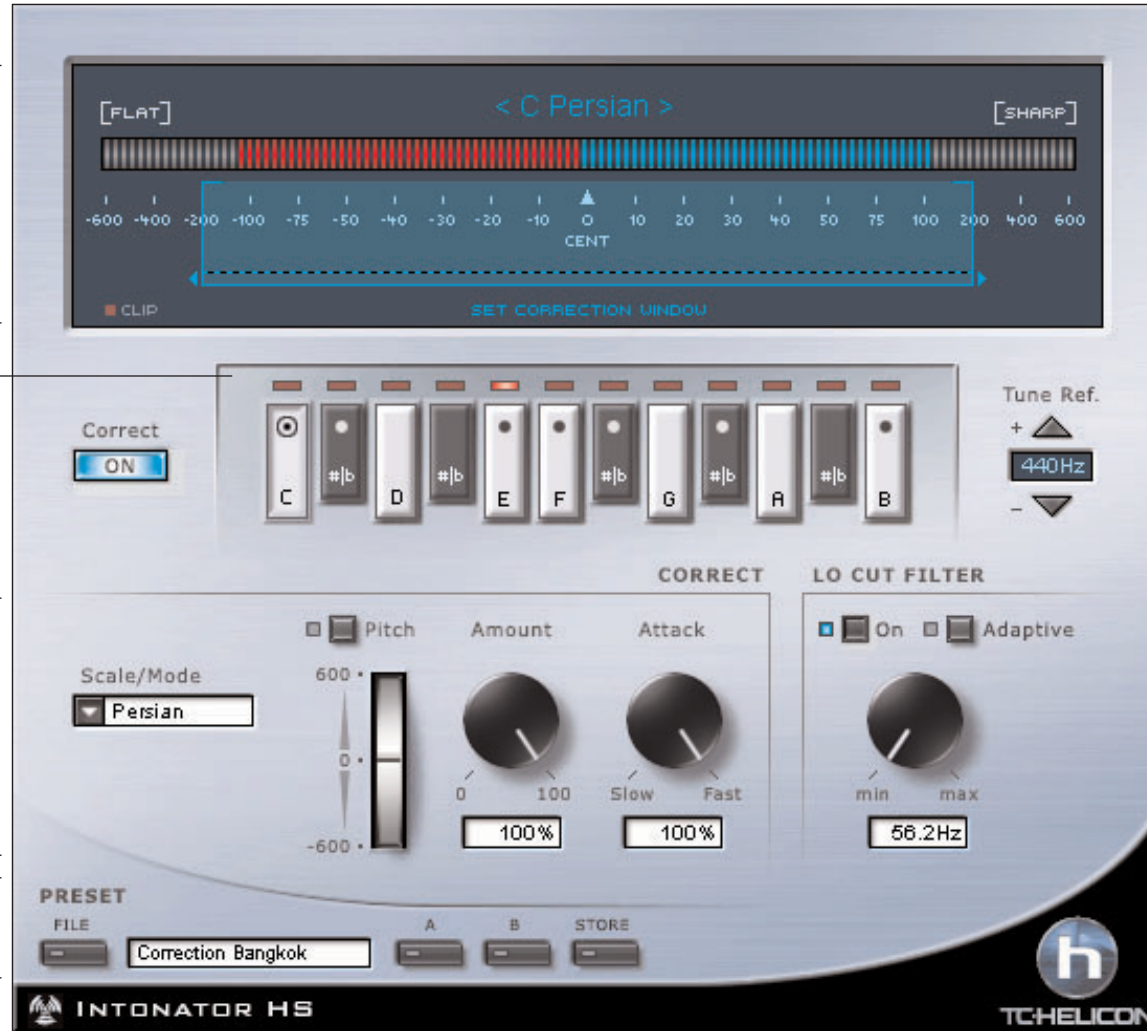 [FLAT] < C Persian > [SHARP]
-600 -400 -200 -100 -75 -50 -40 -30 -20 -10 0 10 20 30 40 50 75 100 200 400 600
CENT
CLIP SET CORRECTION WINDOW
Correct
ON
C #|b D #|b E F #|b G #|b A #|b B
Tune Ref.
+
440Hz
-
CORRECT LO CUT FILTER
Pitch Amount Attack On Adaptive
Scale/Mode
Persian
600
0
-600
0 100 Slow Fast min max
100% 100% 56.2Hz
PRESET
FILE A B STORE
Correction Bangkok
INTONATOR HS
h
TC·HELICON